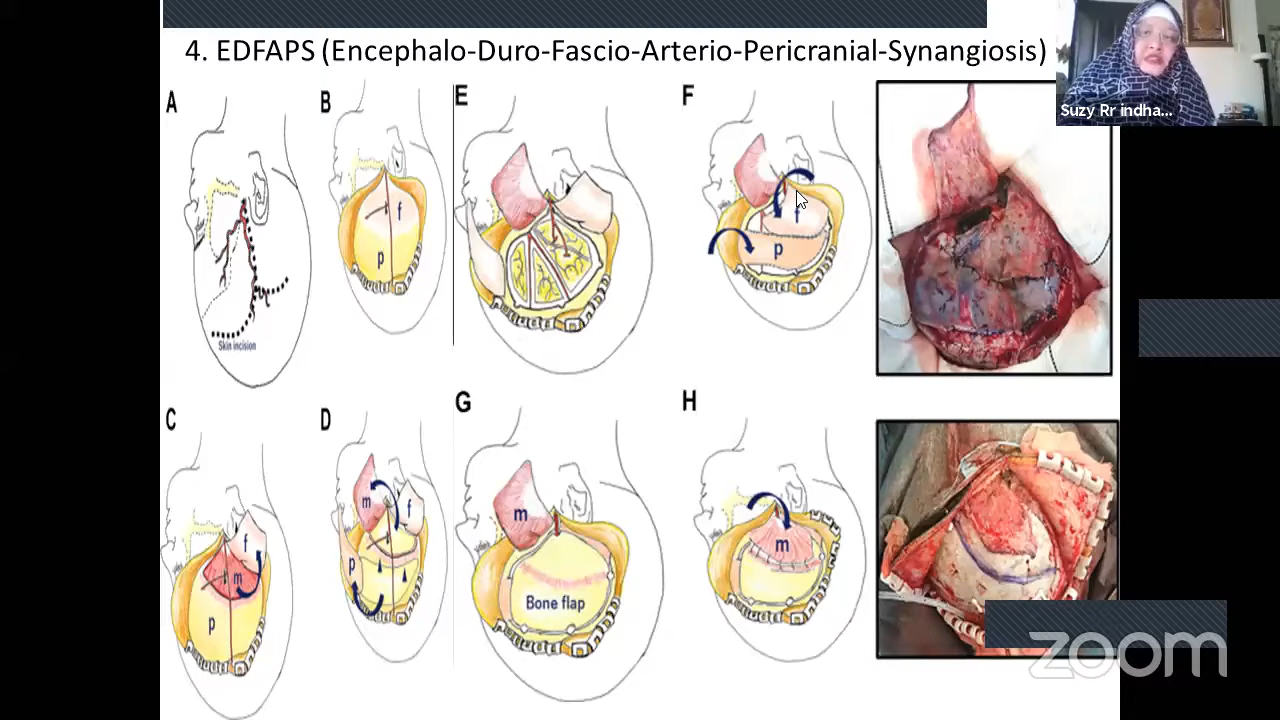 4. EDFAPS (Encephalo-Duro-Fascio-Arterio-Pericranial-Synangiosis)
Suzy Rr indha...
A
B
E
F
f
p
f
p
Skin incision
C
D
G
H
m
f
f
m
p
p
m
Bone flap
m
zoom